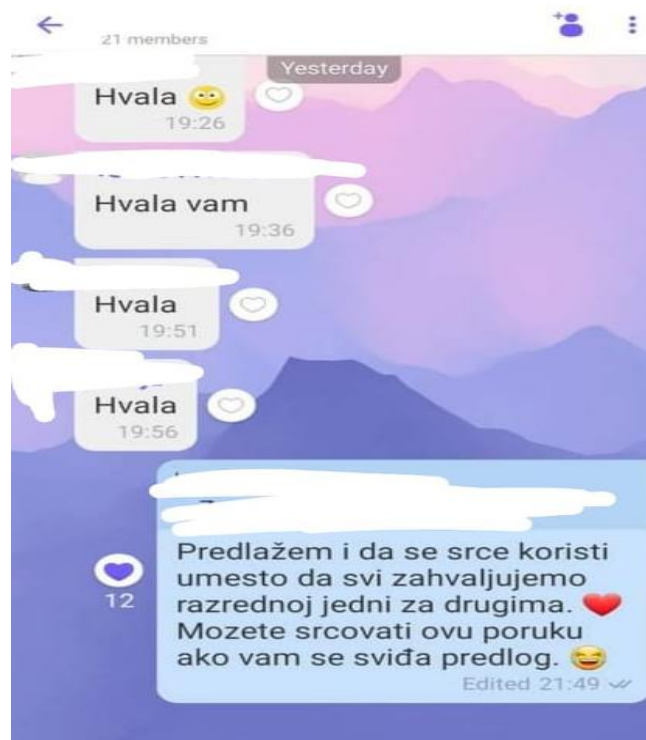 21 members
Yesterday
Hvala 🙂
19:26
Hvala vam
19:36
Hvala
19:51
Hvala
19:56
Predlažem i da se srce koristi
umesto da svi zahvaljujemo
razrednoj jedni za drugima. ❤️
Mozete srcovati ovu poruku
ako vam se sviđa predlog. 😆
12
Edited 21:49